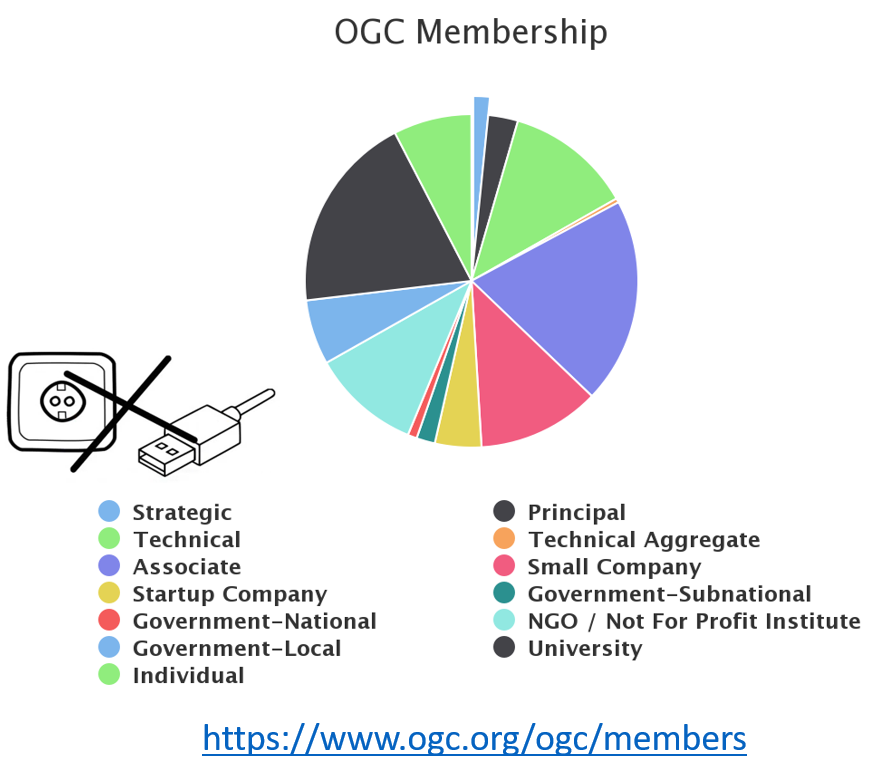 OGC Membership
Strategic
Principal
Technical
Technical Aggregate
Associate
Small Company
Startup Company
Government-Subnational
Government-National
NGO / Not For Profit Institute
Government-Local
University
Individual
https://www.ogc.org/ogc/members